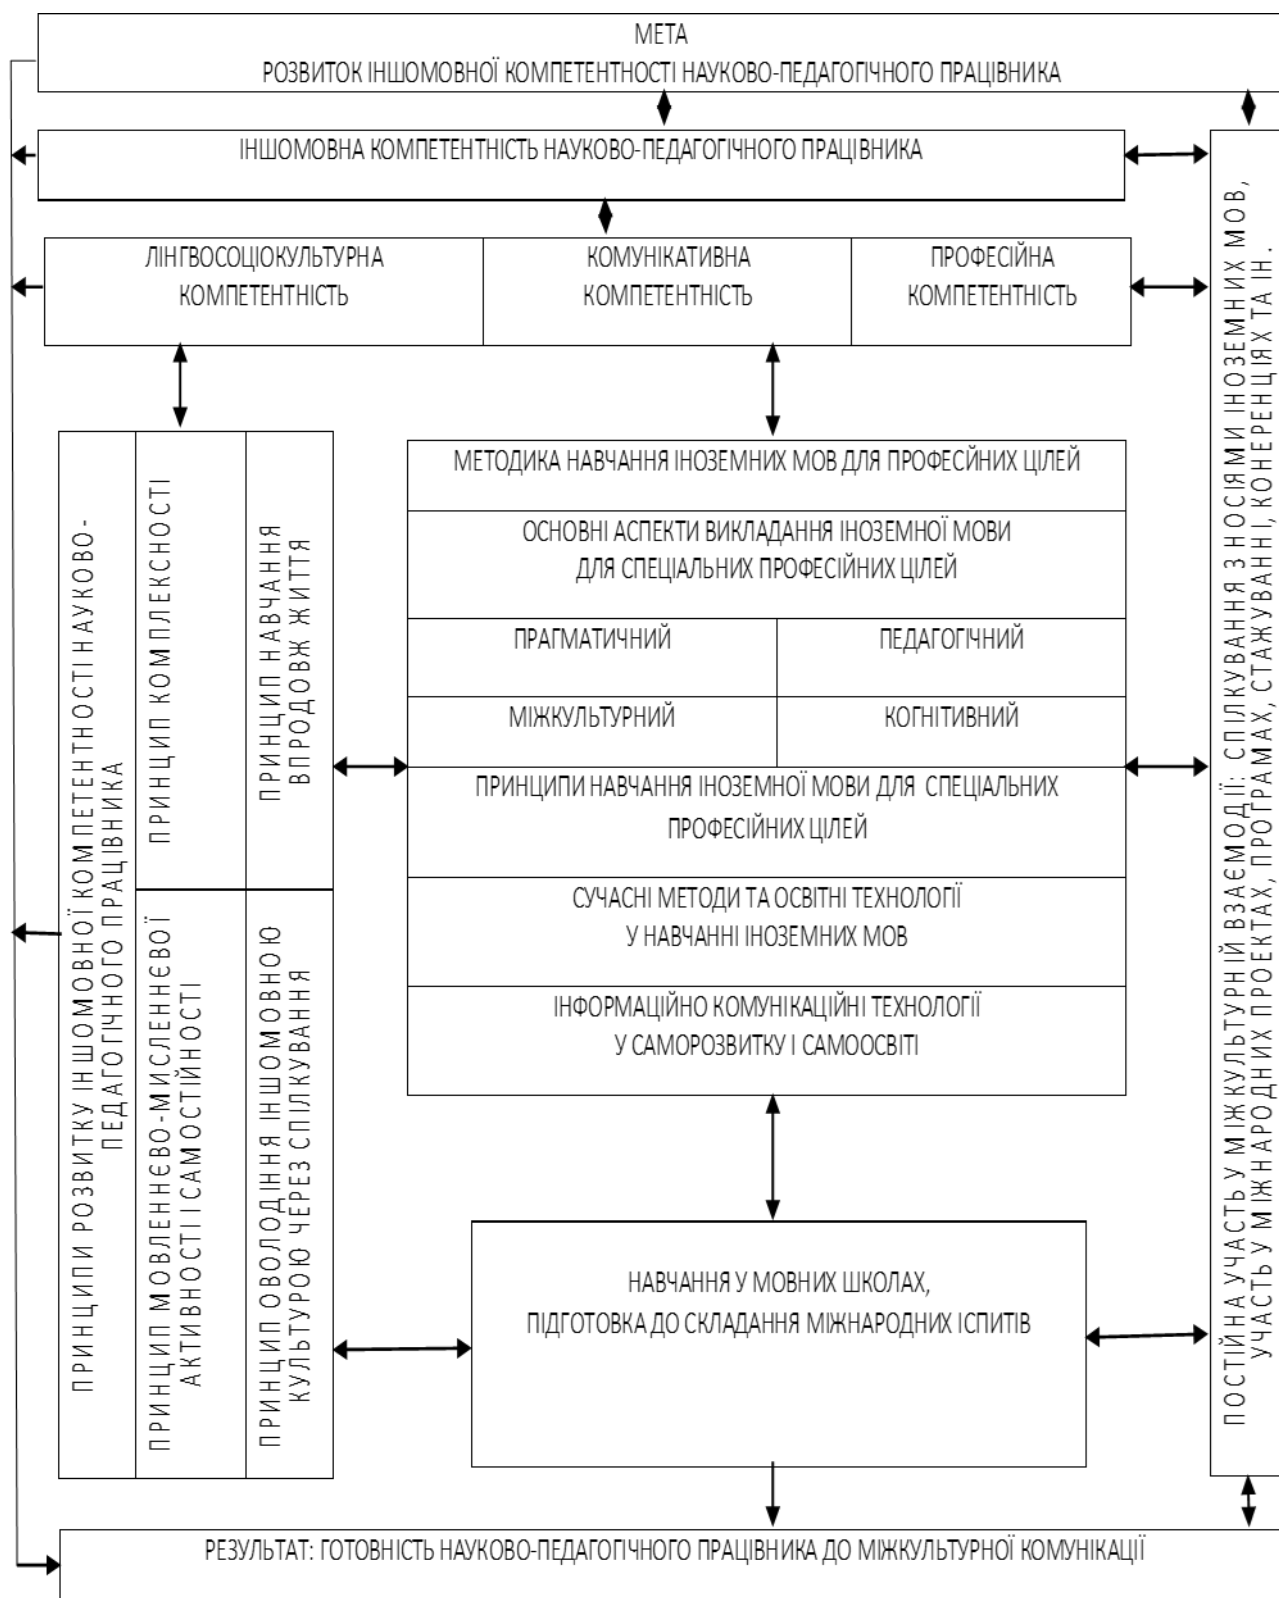 МЕТА
РОЗВИТОК ІНШОМОВНОЇ КОМПЕТЕНТНОСТІ НАУКОВО-ПЕДАГОГІЧНОГО ПРАЦІВНИКА
ІНШОМОВНА КОМПЕТЕНТНІСТЬ НАУКОВО-ПЕДАГОГІЧНОГО ПРАЦІВНИКА
ЛІНГВОСОЦІОКУЛЬТУРНА
КОМПЕТЕНТНІСТЬ
КОМУНІКАТИВНА
КОМПЕТЕНТНІСТЬ
ПРОФЕСІЙНА
КОМПЕТЕНТНІСТЬ
ПРИНЦИПИ РОЗВИТКУ ІНШОМОВНОЇ КОМПЕТЕНТНОСТІ НАУКОВО-
ПЕДАГОГІЧНОГО ПРАЦІВНИКА
ПРИНЦИП КОМПЛЕКСНОСТІ
ПРИНЦИП НАВЧАННЯ
ВПРОДОВЖ ЖИТТЯ
ПРИНЦИП МОВЛЕННЄВО-МИСЛЕННЄВОЇ
АКТИВНОСТІ І САМОСТІЙНОСТІ
ПРИНЦИП ОВОЛОДІННЯ ІНШОМОВНОЮ
КУЛЬТУРОЮ ЧЕРЕЗ СПІЛКУВАННЯ
МЕТОДИКА НАВЧАННЯ ІНОЗЕМНИХ МОВ ДЛЯ ПРОФЕСЙНИХ ЦІЛЕЙ
ОСНОВНІ АСПЕКТИ ВИКЛАДАННЯ ІНОЗЕМНОЇ МОВИ
ДЛЯ СПЕЦІАЛЬНИХ ПРОФЕСІЙНИХ ЦІЛЕЙ
ПРАГМАТИЧНИЙ
ПЕДАГОГІЧНИЙ
МІЖКУЛЬТУРНИЙ
КОГНІТИВНИЙ
ПРИНЦИПИ НАВЧАННЯ ІНОЗЕМНОЇ МОВИ ДЛЯ СПЕЦІАЛЬНИХ
ПРОФЕСІЙНИХ ЦІЛЕЙ
СУЧАСНІ МЕТОДИ ТА ОСВІТНІ ТЕХНОЛОГІЇ
У НАВЧАННІ ІНОЗЕМНИХ МОВ
ІНФОРМАЦІЙНО КОМУНІКАЦІЙНІ ТЕХНОЛОГІЇ
У САМОРОЗВИТКУ І САМООСВІТІ
НАВЧАННЯ У МОВНИХ ШКОЛАХ,
ПІДГОТОВКА ДО СКЛАДАННЯ МІЖНАРОДНИХ ІСПИТІВ
ПОСТІЙНА УЧАСТЬ У МІЖКУЛЬТУРНІЙ ВЗАЄМОДІЇ: СПІЛКУВАННЯ З НОСІЯМИ ІНОЗЕМНИХ МОВ,
УЧАСТЬ У МІЖНАРОДНИХ ПРОЕКТАХ, ПРОГРАМАХ, СТАЖУВАННІ, КОНЕРЕНЦІЯХ ТА ІН.
РЕЗУЛЬТАТ: ГОТОВНІСТЬ НАУКОВО-ПЕДАГОГІЧНОГО ПРАЦІВНИКА ДО МІЖКУЛЬТУРНОЇ КОМУНІКАЦІЇ